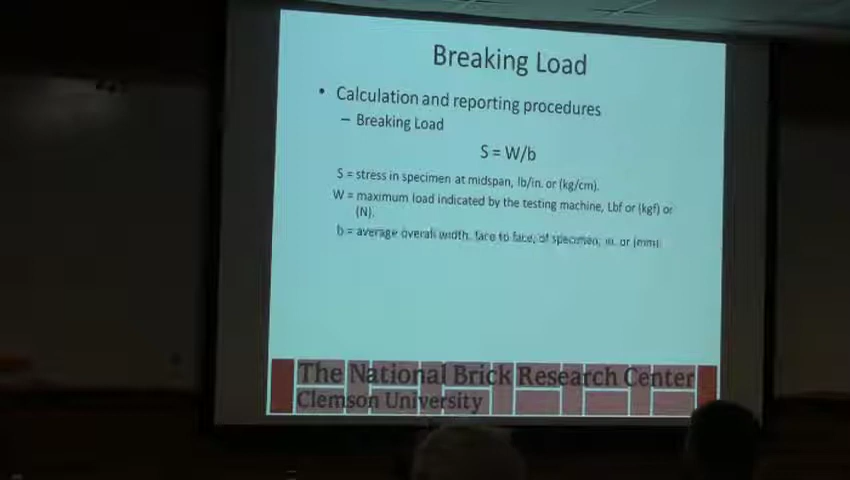 Breaking Load
• Calculation and reporting procedures
– Breaking Load
S = W/b
S = stress in specimen at midspan, lb/in. or (kg/cm).
W = maximum load indicated by the testing machine, Lbf or (kgf) or
(N).
b = average overall width, face to face, of specimen, in. or (mm)
The National Brick Research Center
Clemson University